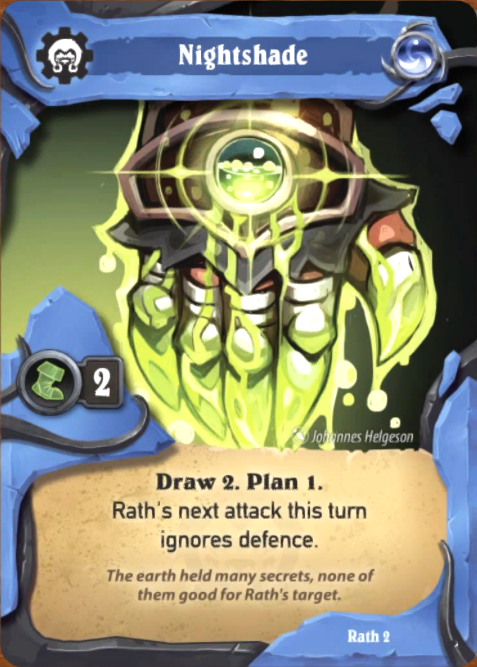 Nightshade
2
Johannes Helgeson
Draw 2. Plan 1.
Rath's next attack this turn
ignores defence.
The earth held many secrets, none of
them good for Rath's target.
Rath 2